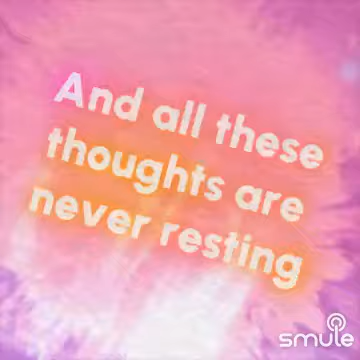 And all these
thoughts are
never resting
smule